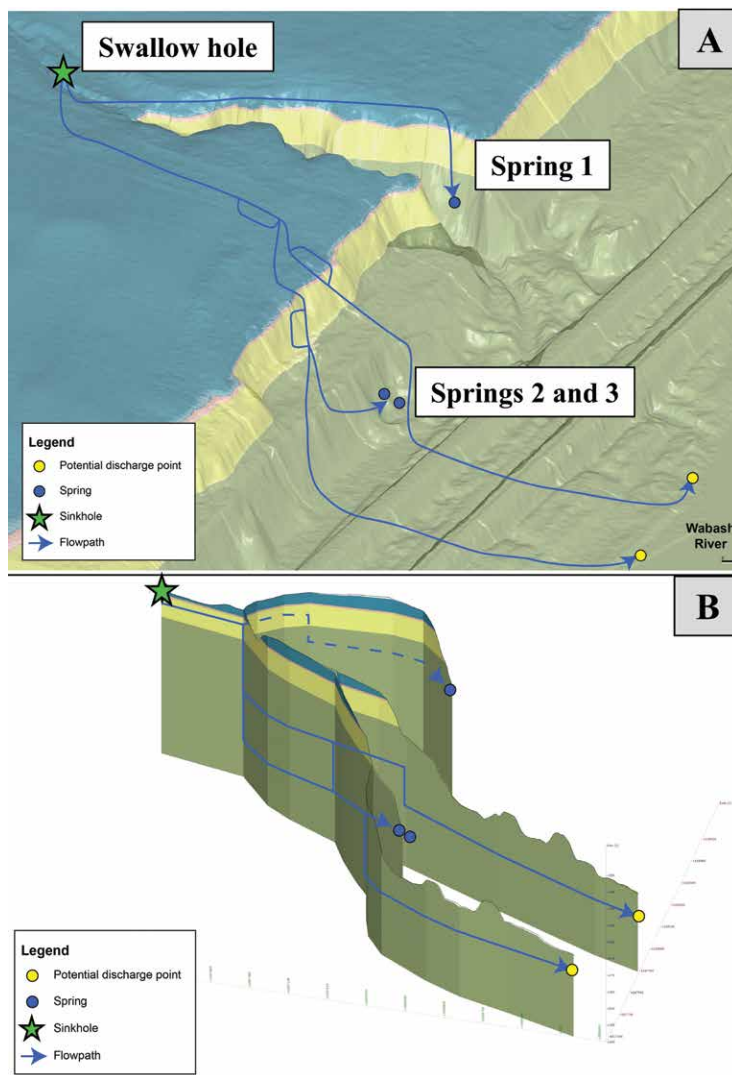 A
Swallow hole
Spring 1
Springs 2 and 3
Legend
Potential discharge point
Spring
Sinkhole
Flowpath
Wabash
River
B
Legend
Potential discharge point
Spring
Sinkhole
Flowpath